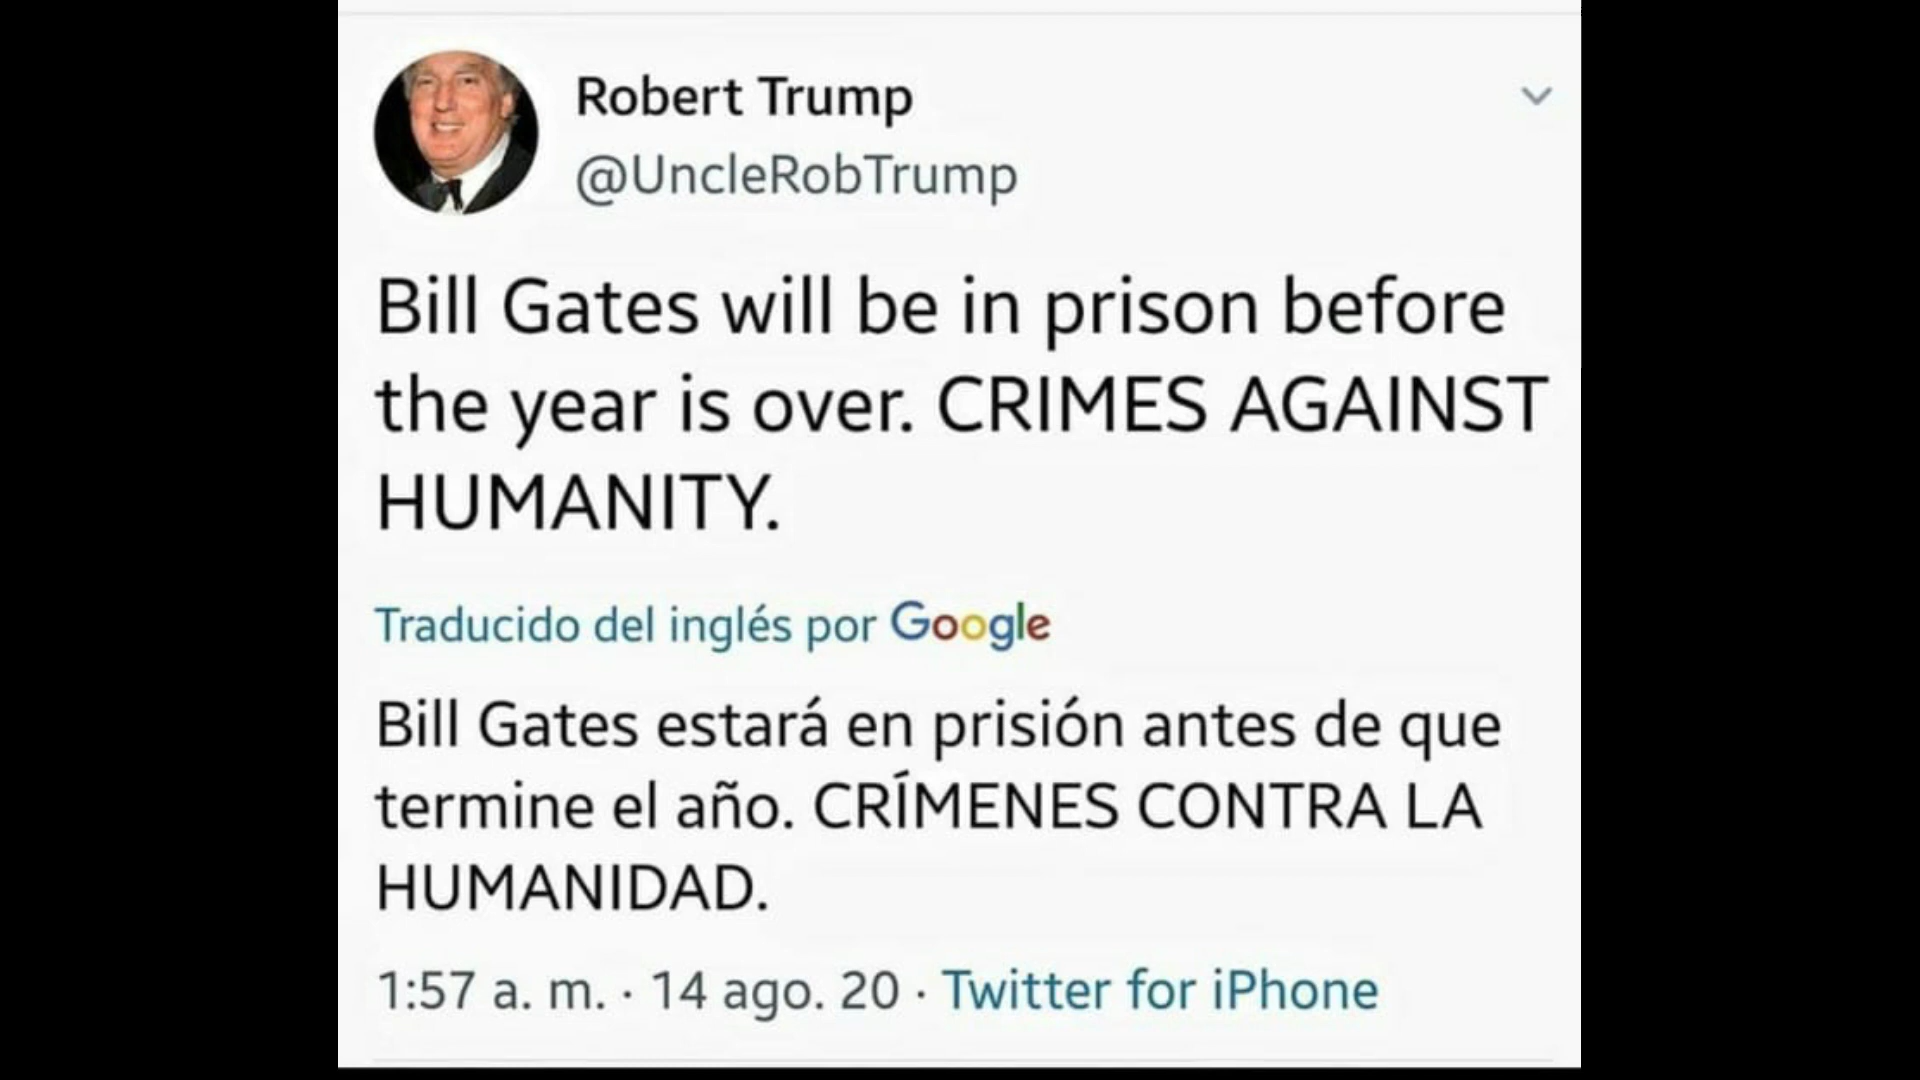 Robert Trump
@UncleRobTrump
Bill Gates will be in prison before
the year is over. CRIMES AGAINST
HUMANITY.
Traducido del inglés por Google
Bill Gates estará en prisión antes de que
termine el año. CRÍMENES CONTRA LA
HUMANIDAD.
1:57 a. m. · 14 ago. 20 · Twitter for iPhone